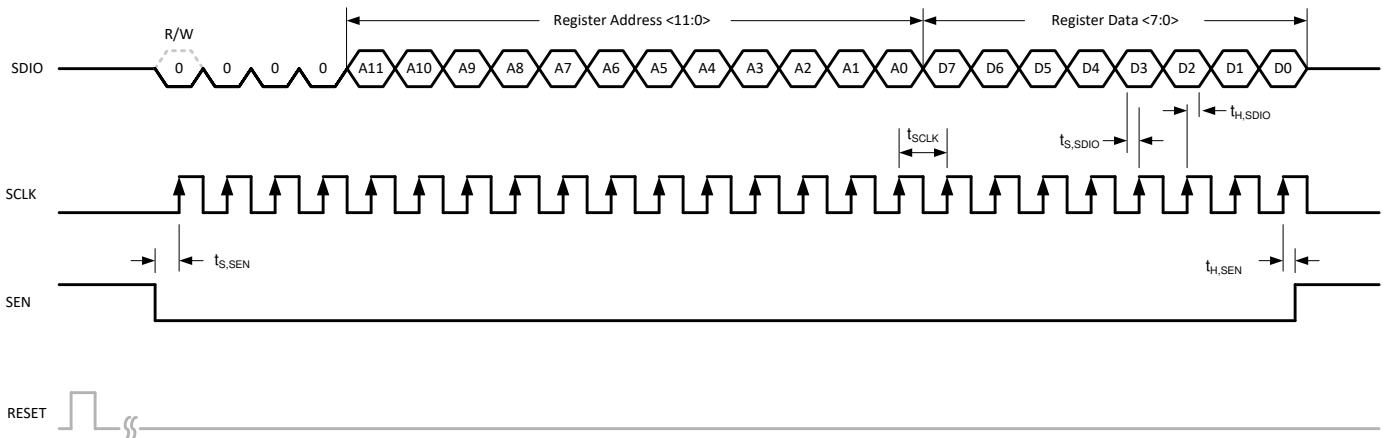 Register Address <11:0> Register Data <7:0>
R/W
SDIO 0 0 0 0 A11 A10 A9 A8 A7 A6 A5 A4 A3 A2 A1 A0 D7 D6 D5 D4 D3 D2 D1 D0
tH,SDIO
tSCLK tS,SDIO
SCLK
tS,SEN tH,SEN
SEN
RESET